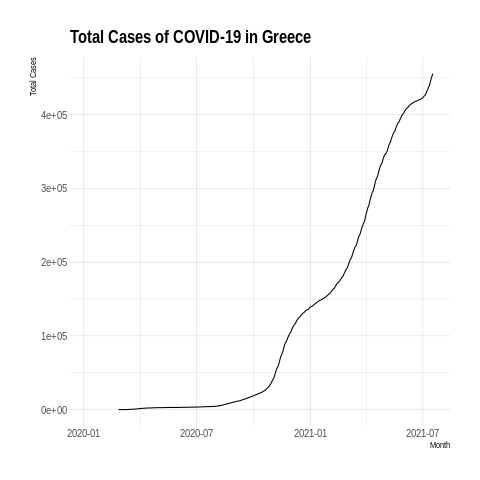 Total Cases of COVID-19 in Greece
Total Cases
4e+05
3e+05
2e+05
1e+05
0e+00
2020-01 2020-07 2021-01 2021-07
Month